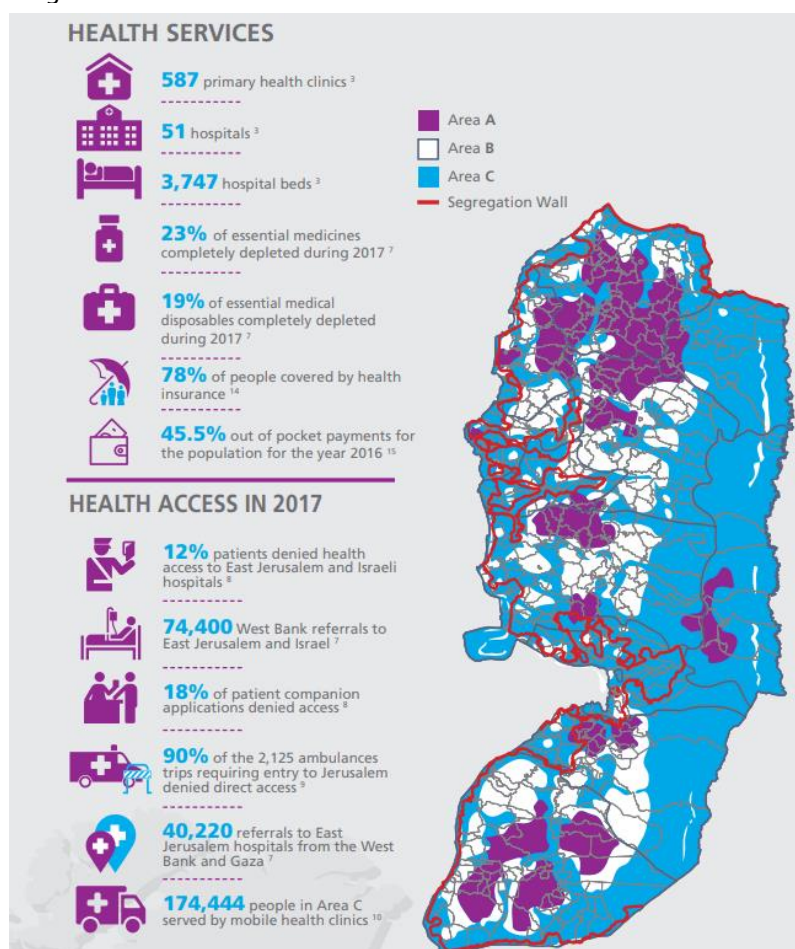 HEALTH SERVICES
587 primary health clinics 3
51 hospitals 3
3,747 hospital beds 3
23% of essential medicines
completely depleted during 2017 7
19% of essential medical
disposables completely depleted
during 2017 7
78% of people covered by health
insurance 14
45.5% out of pocket payments for
the population for the year 2016 15
HEALTH ACCESS IN 2017
12% patients denied health
access to East Jerusalem and Israeli
hospitals 8
74,400 West Bank referrals to
East Jerusalem and Israel 7
18% of patient companion
applications denied access 8
90% of the 2,125 ambulances
trips requiring entry to Jerusalem
denied direct access 9
40,220 referrals to East
Jerusalem hospitals from the West
Bank and Gaza 7
174,444 people in Area C
served by mobile health clinics 10
Area A
Area B
Area C
Segregation Wall